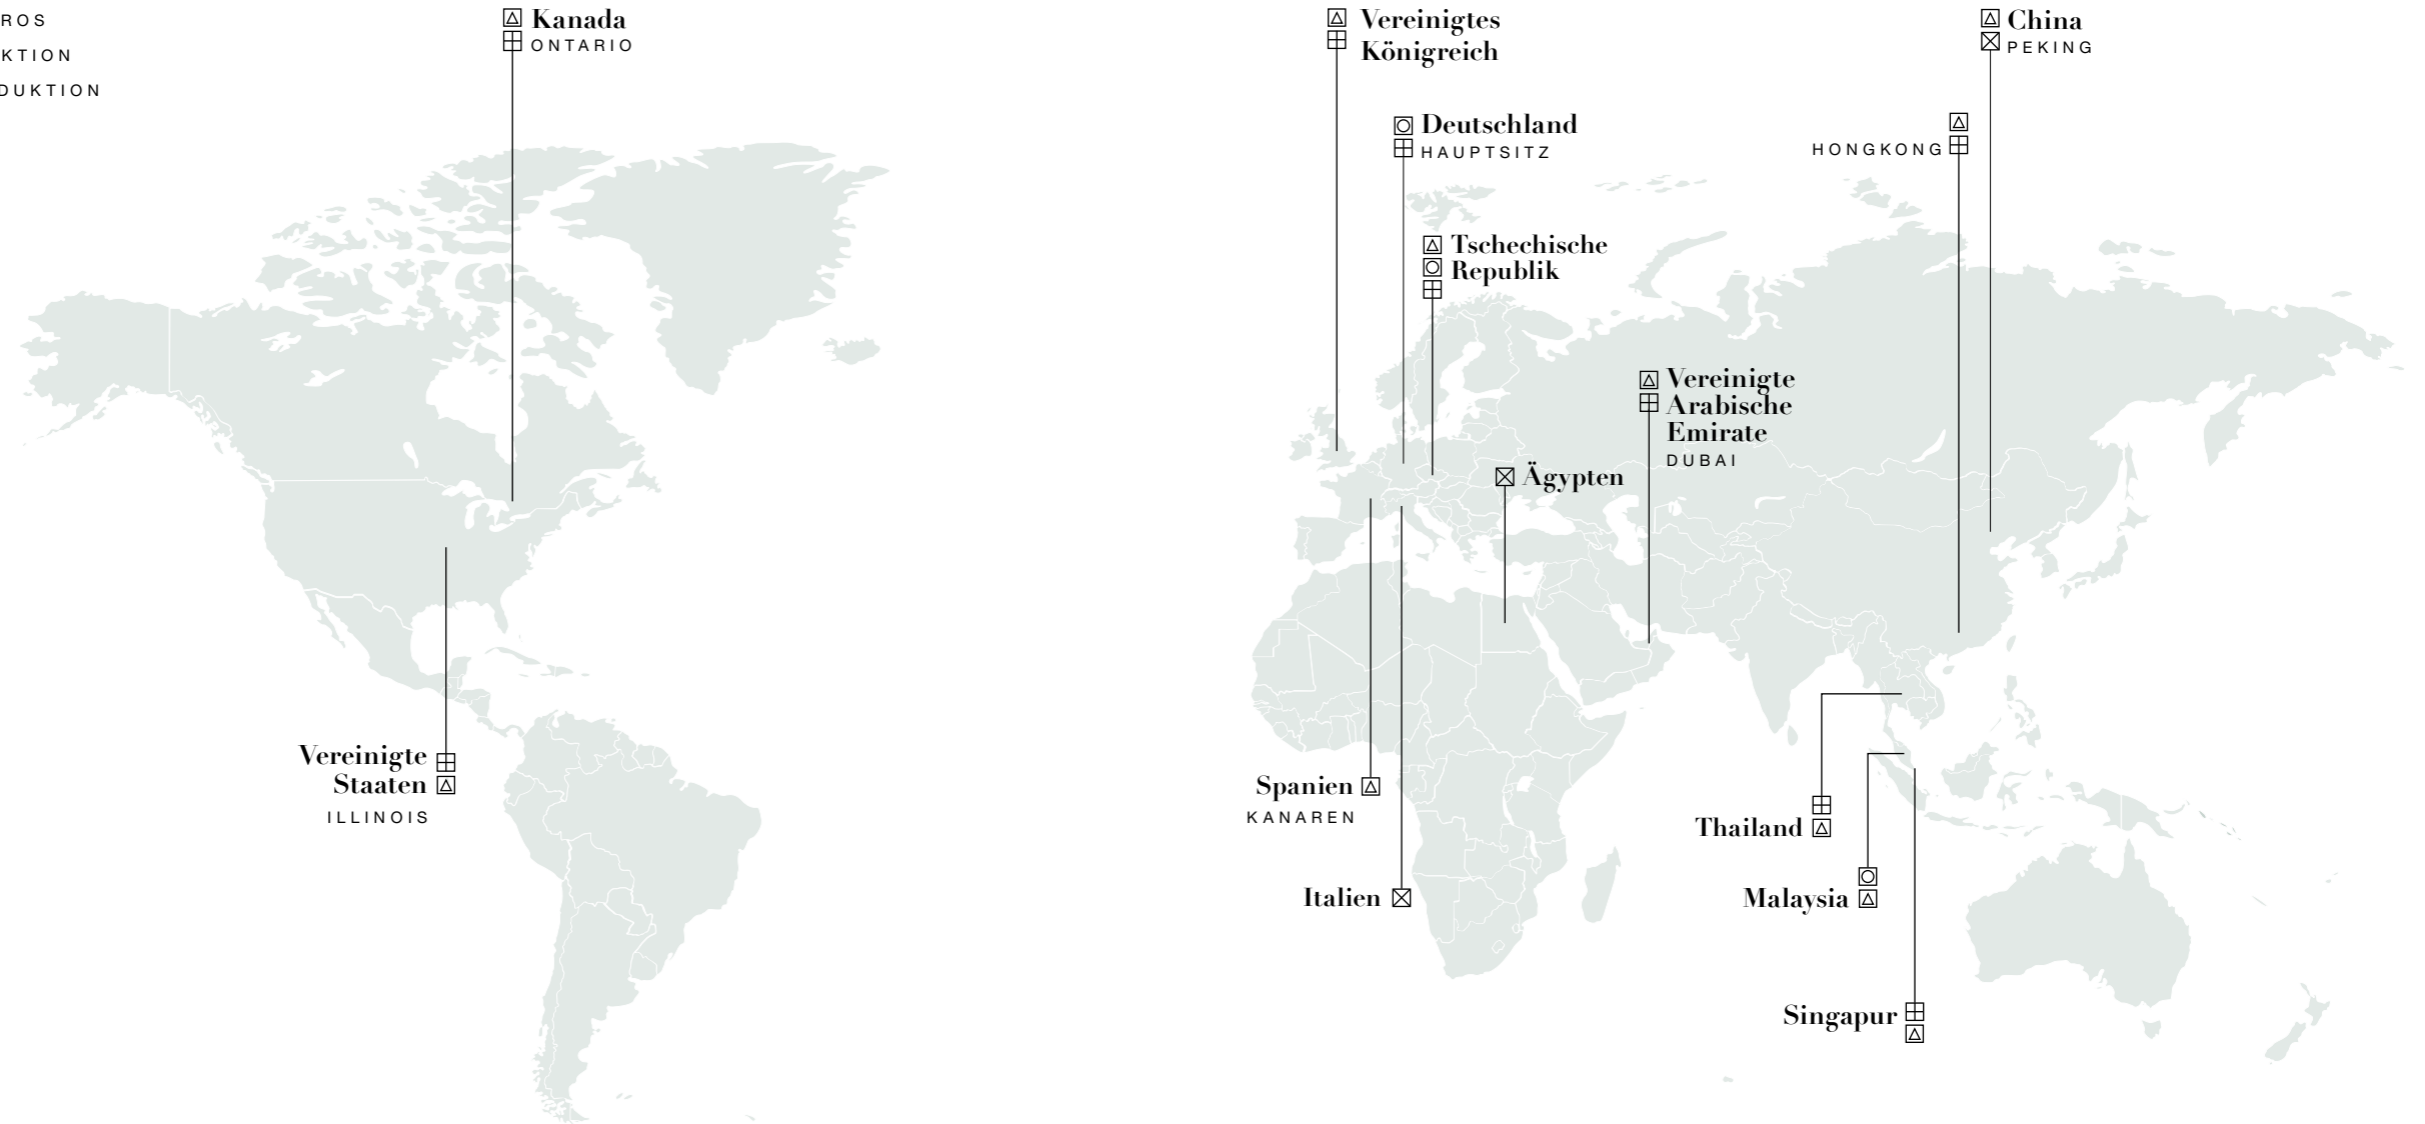 ROS
KTION
DUKTION
Kanada
ONTARIO
Vereinigtes
Königreich
China
PEKING
Deutschland
HAUPTSITZ
HONGKONG
Tschechische
Republik
Vereinigte
Arabische
Emirate
DUBAI
Ägypten
Vereinigte
Staaten
ILLINOIS
Spanien
KANAREN
Italien
Thailand
Malaysia
Singapur